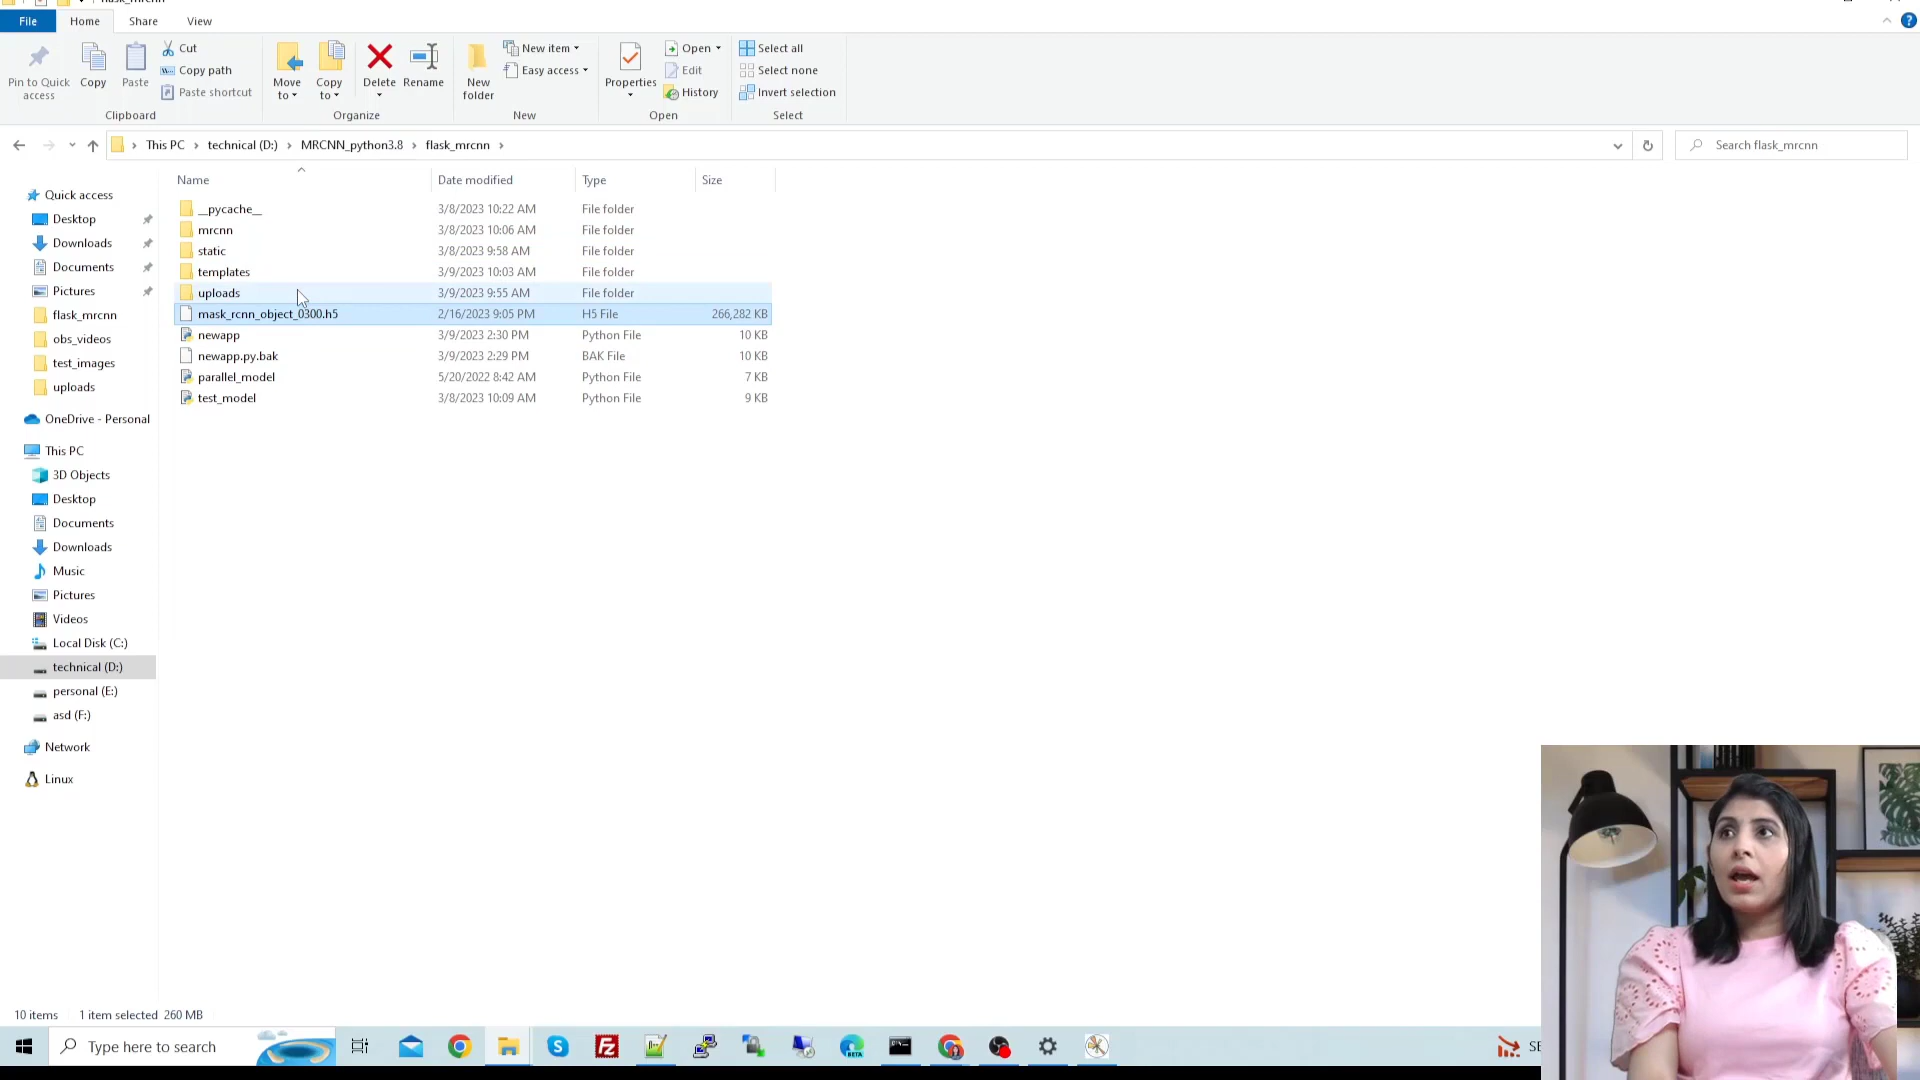 File Home Share View
Pin to Quick access
Copy
Paste
Cut
Copy path
Paste shortcut
Clipboard
Move to
Copy to
Delete
Rename
Organize
New folder
New item
Easy access
New
Properties
Open
Edit
History
Open
Select all
Select none
Invert selection
Select
This PC > technical (D:) > MRCNN_python3.8 > flask_mrcnn >
Search flask_mrcnn
Name Date modified Type Size
__pycache__ 3/8/2023 10:22 AM File folder
mrcnn 3/8/2023 10:06 AM File folder
static 3/8/2023 9:58 AM File folder
templates 3/9/2023 10:03 AM File folder
uploads 3/9/2023 9:55 AM File folder
mask_rcnn_object_0300.h5 2/16/2023 9:05 PM H5 File 266,282 KB
newapp 3/9/2023 2:30 PM Python File 10 KB
newapp.py.bak 3/9/2023 2:29 PM BAK File 10 KB
parallel_model 5/20/2022 8:42 AM Python File 7 KB
test_model 3/8/2023 10:09 AM Python File 9 KB
Quick access
Desktop
Downloads
Documents
Pictures
flask_mrcnn
obs_videos
test_images
uploads
OneDrive - Personal
This PC
3D Objects
Desktop
Documents
Downloads
Music
Pictures
Videos
Local Disk (C:)
technical (D:)
personal (E:)
asd (F:)
Network
Linux
10 items 1 item selected 260 MB
Type here to search
BETA